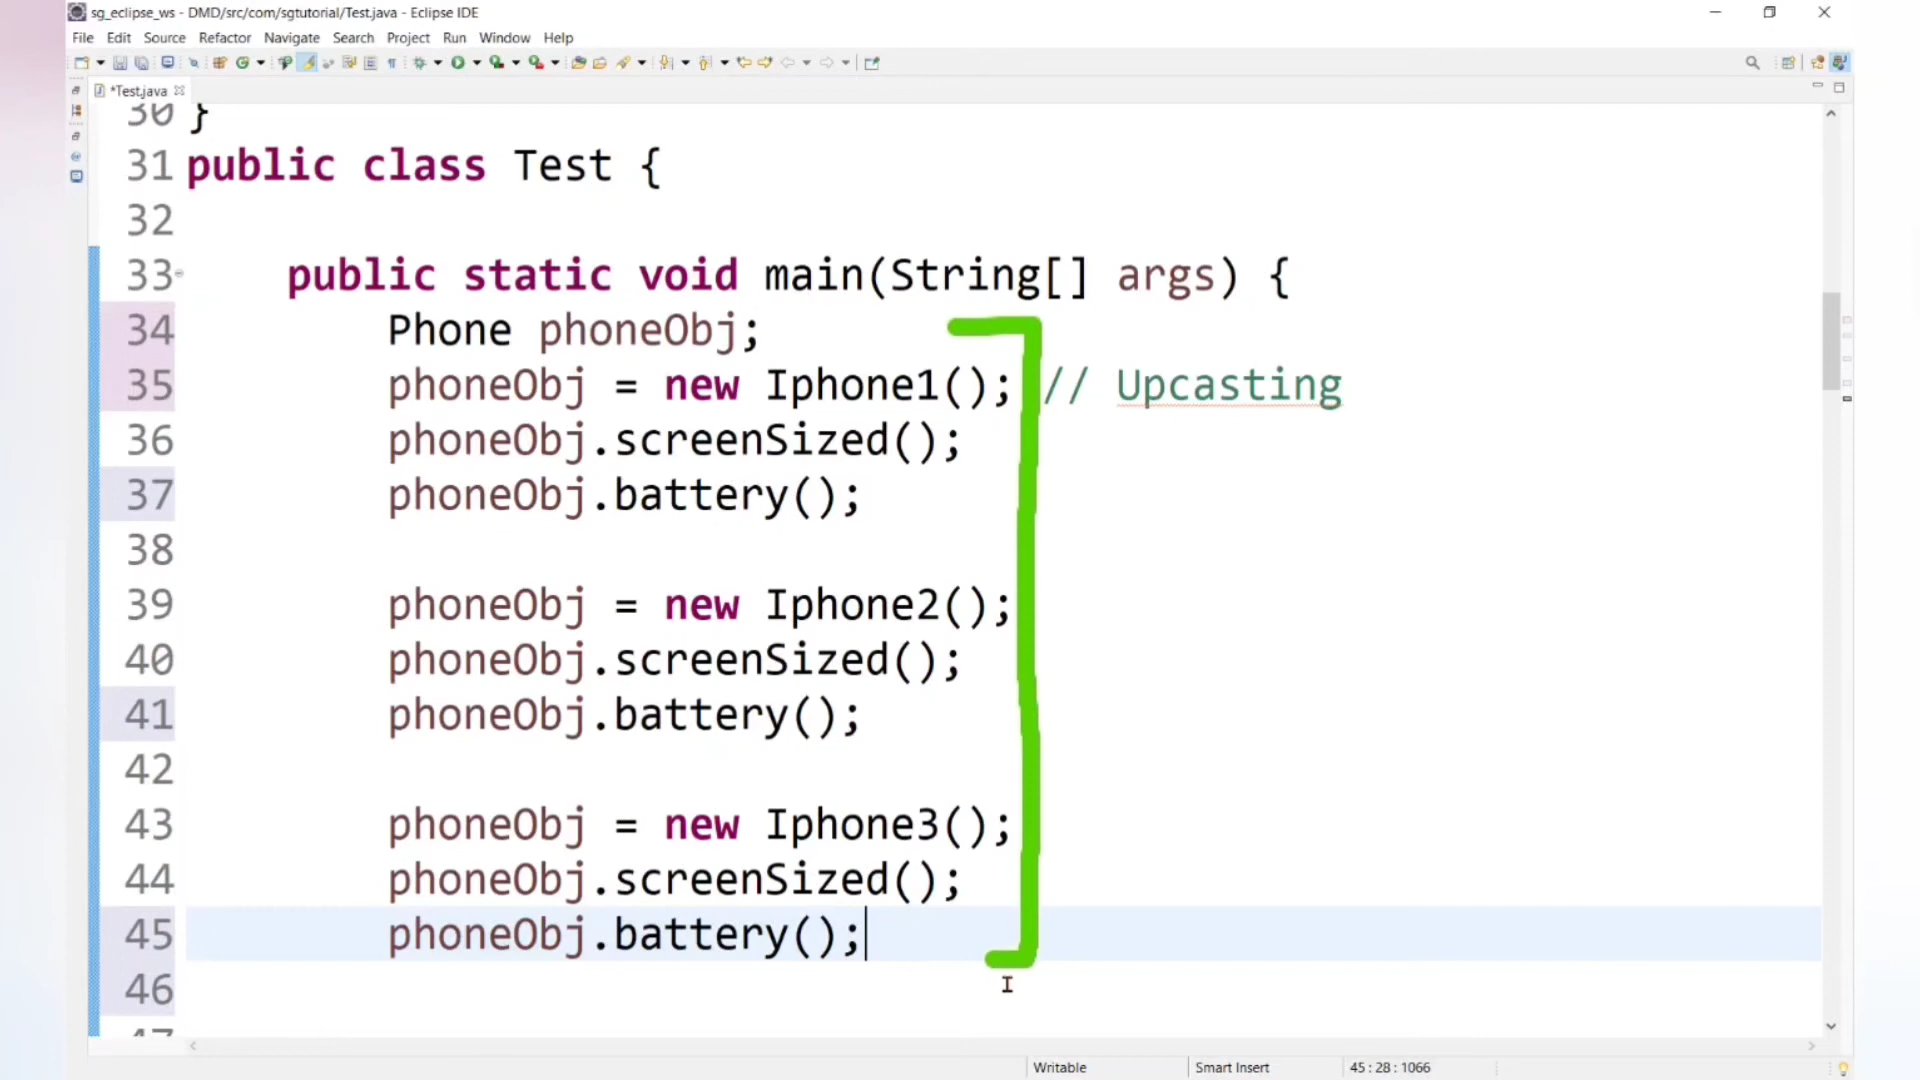 sg_eclipse_ws - DMD/src/com/sgtutorial/Test.java - Eclipse IDE
File Edit Source Refactor Navigate Search Project Run Window Help
*Test.java
30 }
31 public class Test {
32
33 public static void main(String[] args) {
34 Phone phoneObj;
35 phoneObj = new Iphone1(); // Upcasting
36 phoneObj.screenSized();
37 phoneObj.battery();
38
39 phoneObj = new Iphone2();
40 phoneObj.screenSized();
41 phoneObj.battery();
42
43 phoneObj = new Iphone3();
44 phoneObj.screenSized();
45 phoneObj.battery();
46
Writable Smart Insert 45 : 28 : 1066